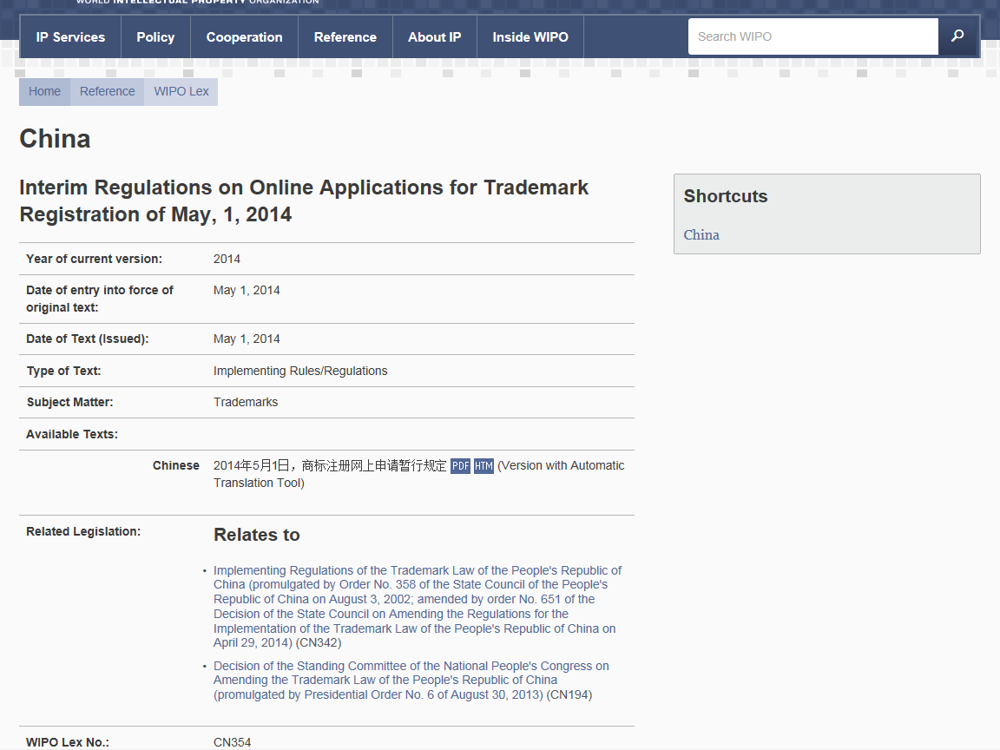 WORLD INTELLECTUAL PROPERTY ORGANIZATION
IP Services Policy Cooperation Reference About IP Inside WIPO Search WIPO
Home Reference WIPO Lex
China
Interim Regulations on Online Applications for Trademark
Registration of May, 1, 2014
Shortcuts
China
Year of current version: 2014
Date of entry into force of
original text: May 1, 2014
Date of Text (Issued): May 1, 2014
Type of Text: Implementing Rules/Regulations
Subject Matter: Trademarks
Available Texts:
Chinese 2014年5月1日，商标注册网上申请暂行规定 PDF HTM (Version with Automatic
Translation Tool)
Related Legislation: Relates to
• Implementing Regulations of the Trademark Law of the People's Republic of
China (promulgated by Order No. 358 of the State Council of the People's
Republic of China on August 3, 2002; amended by order No. 651 of the
Decision of the State Council on Amending the Regulations for the
Implementation of the Trademark Law of the People's Republic of China on
April 29, 2014) (CN342)
• Decision of the Standing Committee of the National People's Congress on
Amending the Trademark Law of the People's Republic of China
(promulgated by Presidential Order No. 6 of August 30, 2013) (CN194)
WIPO Lex No.: CN354